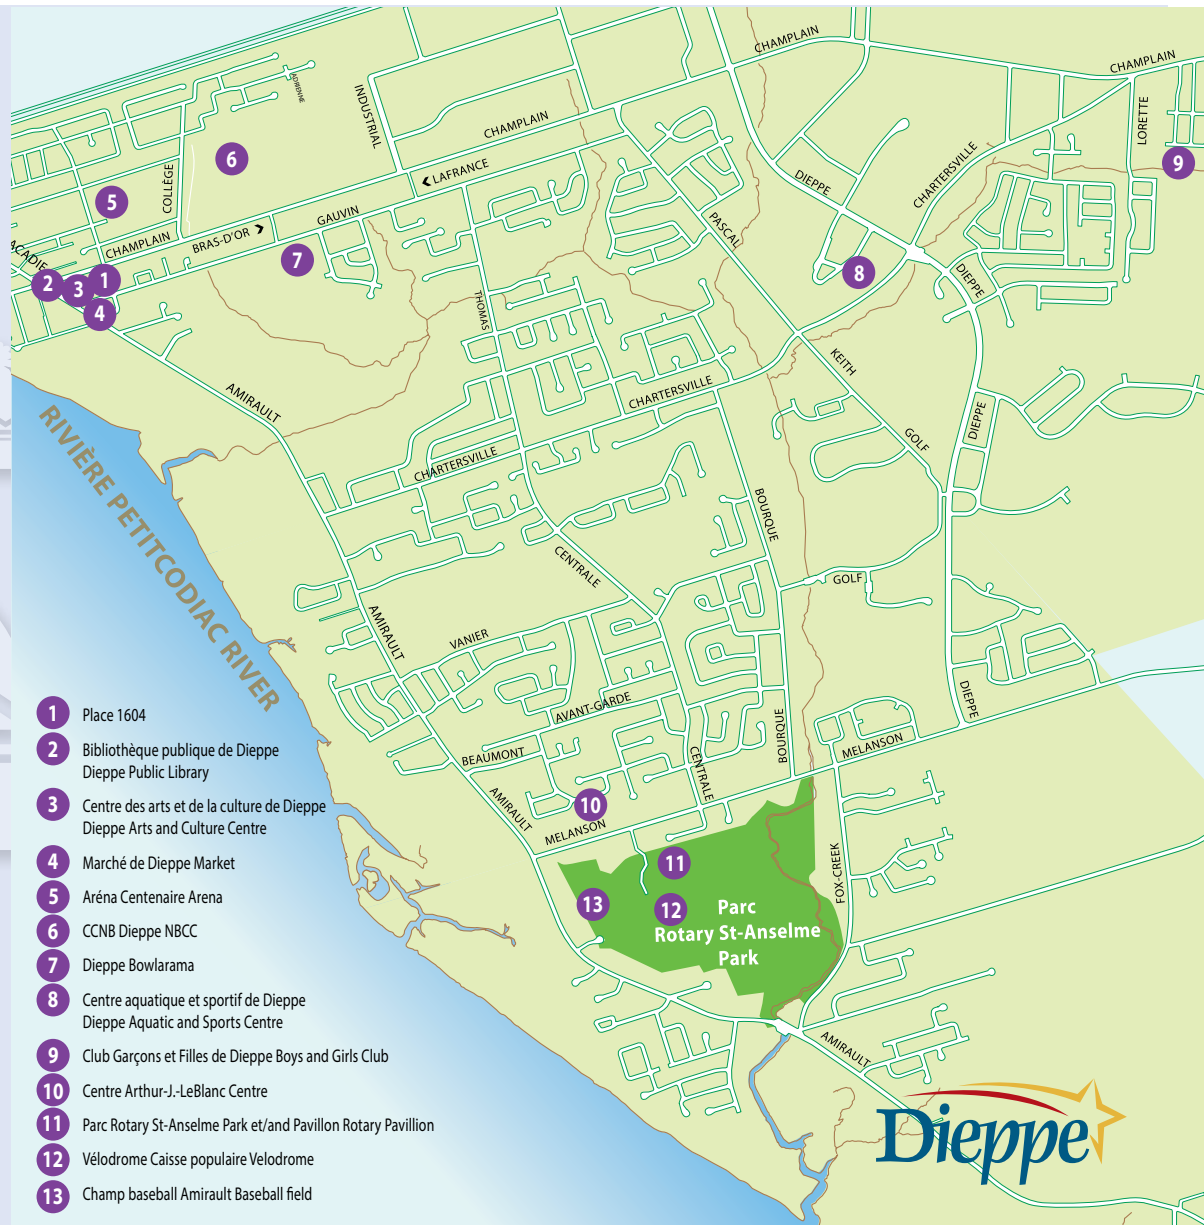 CHAMPLAIN
CHAMPLAIN
ADRIENNE
INDUSTRIAL
LORETTE
CHAMPLAIN
6
9
LAFRANCE
COLLÈGE
DIEPPE
CHARTERSVILLE
5
GAUVIN
PASCAL
BRAS-D'OR
CHAMPLAIN
ACADIE
7
8
DIEPPE
1
2
3
4
THOMAS
KEITH
AMIRAULT
CHARTERSVILLE
DIEPPE
GOLF
CHARTERSVILLE
RIVIÈRE PETITCODIAC RIVER
BOURQUE
CENTRALE
GOLF
AMIRAULT
VANIER
DIEPPE
AVANT-GARDE
BOURQUE
MELANSON
BEAUMONT
CENTRALE
AMIRAULT
10
MELANSON
11
FOX-CREEK
13
12
Parc
Rotary St-Anselme
Park
AMIRAULT
1 Place 1604
2 Bibliothèque publique de Dieppe
Dieppe Public Library
3 Centre des arts et de la culture de Dieppe
Dieppe Arts and Culture Centre
4 Marché de Dieppe Market
5 Aréna Centenaire Arena
6 CCNB Dieppe NBCC
7 Dieppe Bowlarama
8 Centre aquatique et sportif de Dieppe
Dieppe Aquatic and Sports Centre
9 Club Garçons et Filles de Dieppe Boys and Girls Club
10 Centre Arthur-J.-LeBlanc Centre
11 Parc Rotary St-Anselme Park et/and Pavillon Rotary Pavillion
12 Vélodrome Caisse populaire Velodrome
13 Champ baseball Amirault Baseball field
Dieppe